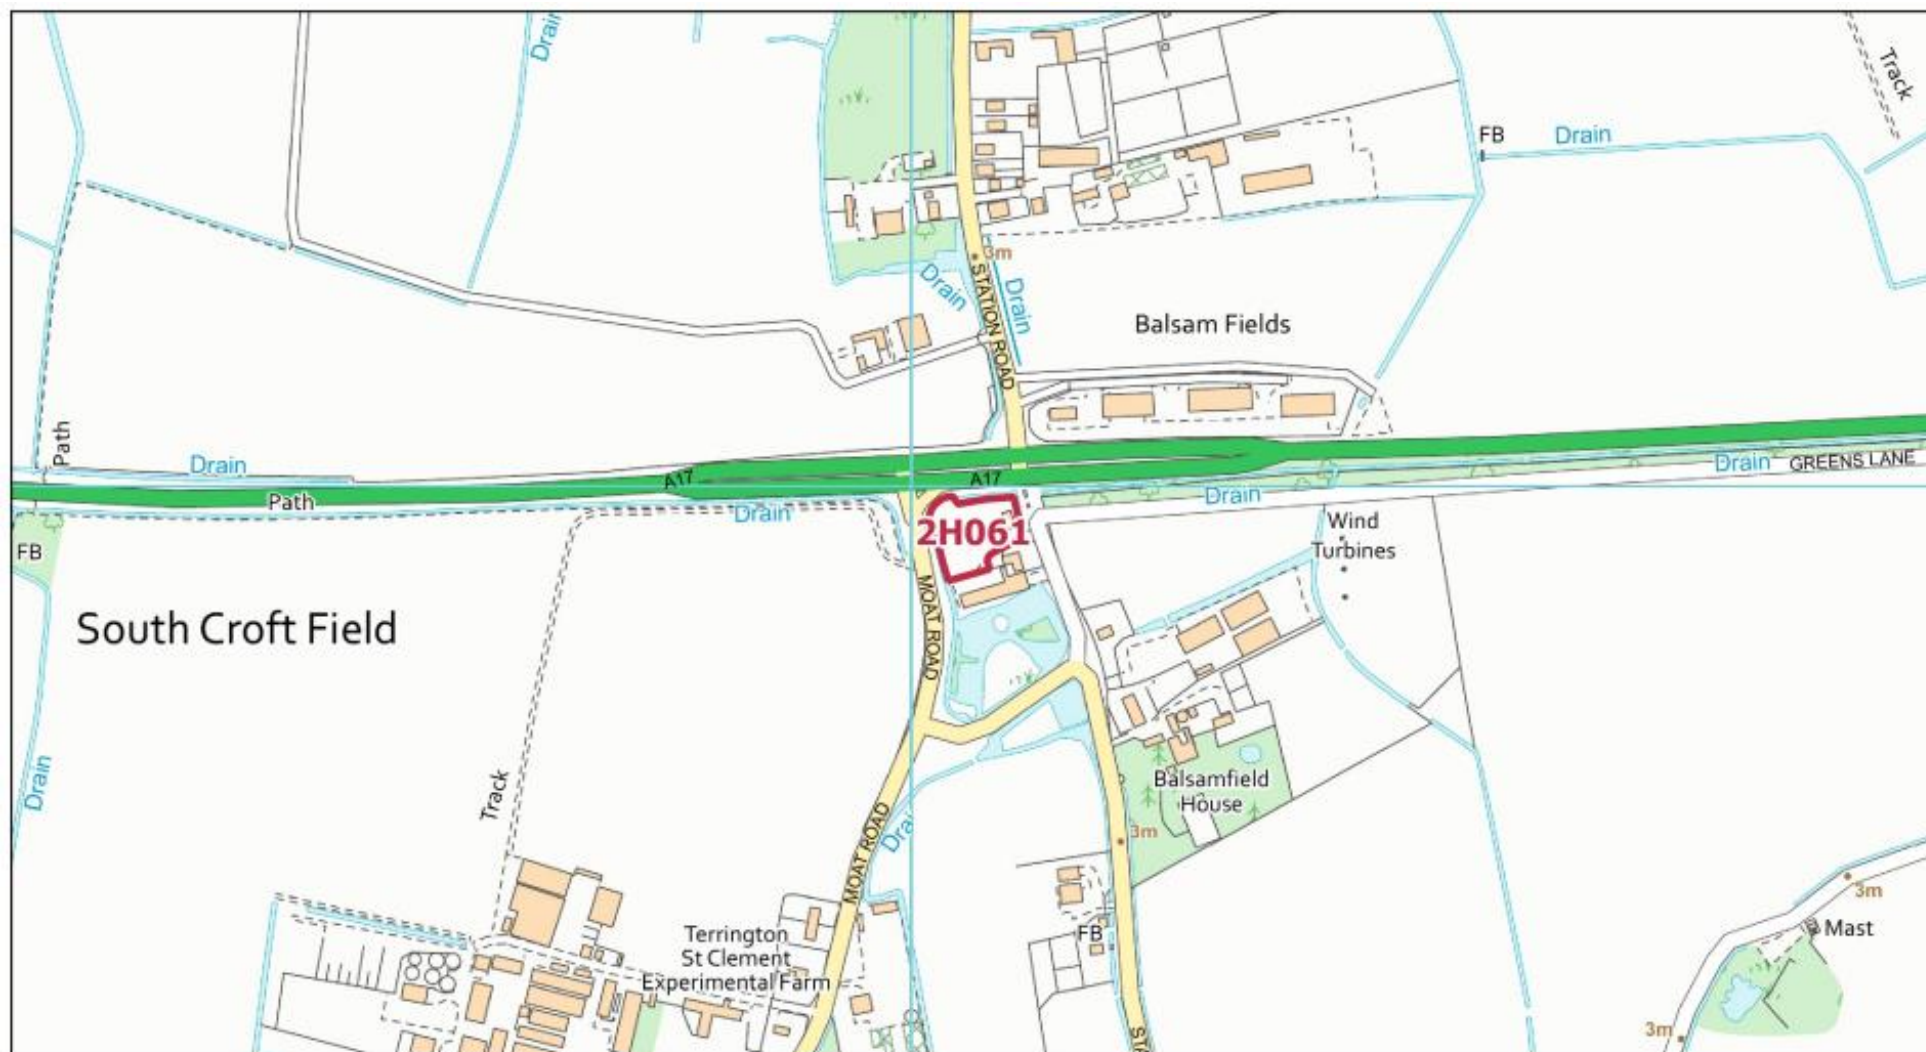 Drain
Track
FB
Drain
3m
Drain
STATION ROAD
Drain
Balsam Fields
Path
Drain
A17
A17
Path
Drain
Drain
Drain
GREENS LANE
2H061
FB
Wind
Turbines
South Croft Field
MOAT ROAD
Drain
Track
Balsamfield
House
3m
MOAT ROAD
Drai
3m
Mast
Terrington
St Clement
Experimental Farm
FB
3m
STA